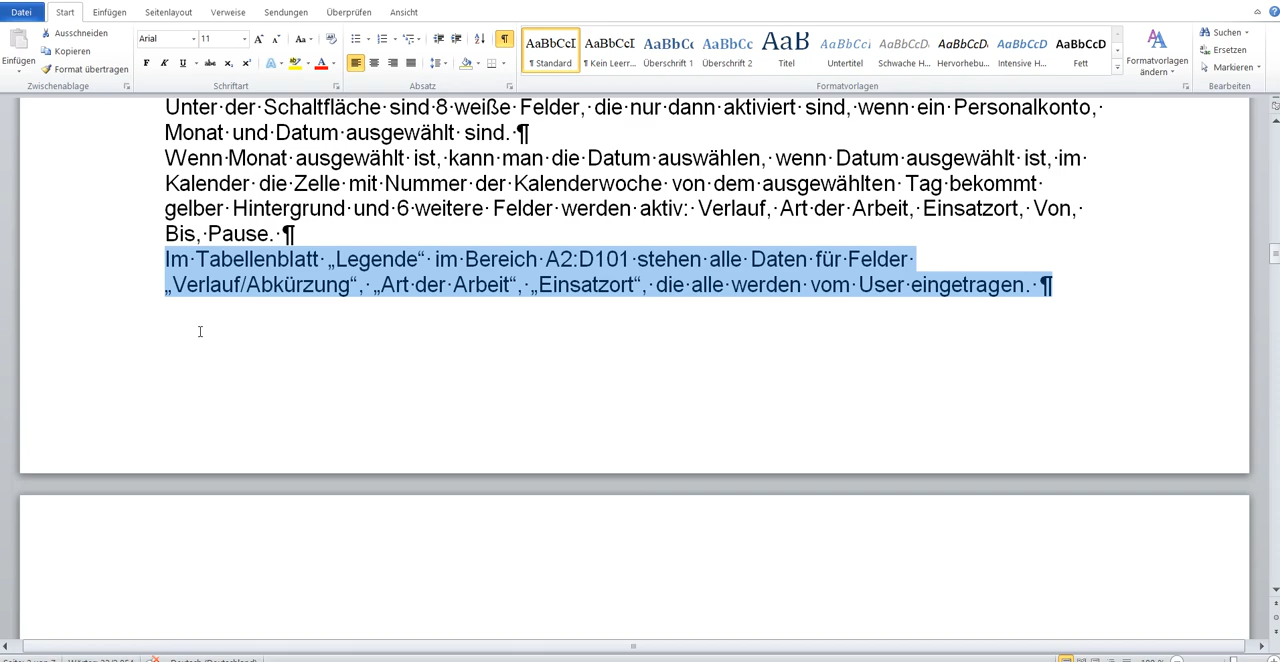 Datei Start Einfügen Seitenlayout Verweise Sendungen Überprüfen Ansicht
Einfügen
Ausschneiden
Kopieren
Format übertragen
Zwischenablage
Arial 11
F K U abc x₂ x²
Schriftart
Absatz
AaBbCcI AaBbCcI AaBbCc AaBbCc AaB AaBbCcI AaBbCcD AaBbCcD AaBbCcD AaBbCcD
¶ Standard ¶ Kein Leerr... Überschrift 1 Überschrift 2 Titel Untertitel Schwache H... Hervorhebu... Intensive H... Fett
Formatvorlagen
Formatvorlagen ändern
Suchen
Ersetzen
Markieren
Bearbeiten
Unter der Schaltfläche sind 8 weiße Felder, die nur dann aktiviert sind, wenn ein Personalkonto,
Monat und Datum ausgewählt sind. ¶
Wenn Monat ausgewählt ist, kann man die Datum auswählen, wenn Datum ausgewählt ist, im
Kalender die Zelle mit Nummer der Kalenderwoche von dem ausgewählten Tag bekommt
gelber Hintergrund und 6 weitere Felder werden aktiv: Verlauf, Art der Arbeit, Einsatzort, Von,
Bis, Pause. ¶
Im Tabellenblatt „Legende“ im Bereich A2:D101 stehen alle Daten für Felder
„Verlauf/Abkürzung“, „Art der Arbeit“, „Einsatzort“, die alle werden vom User eingetragen. ¶